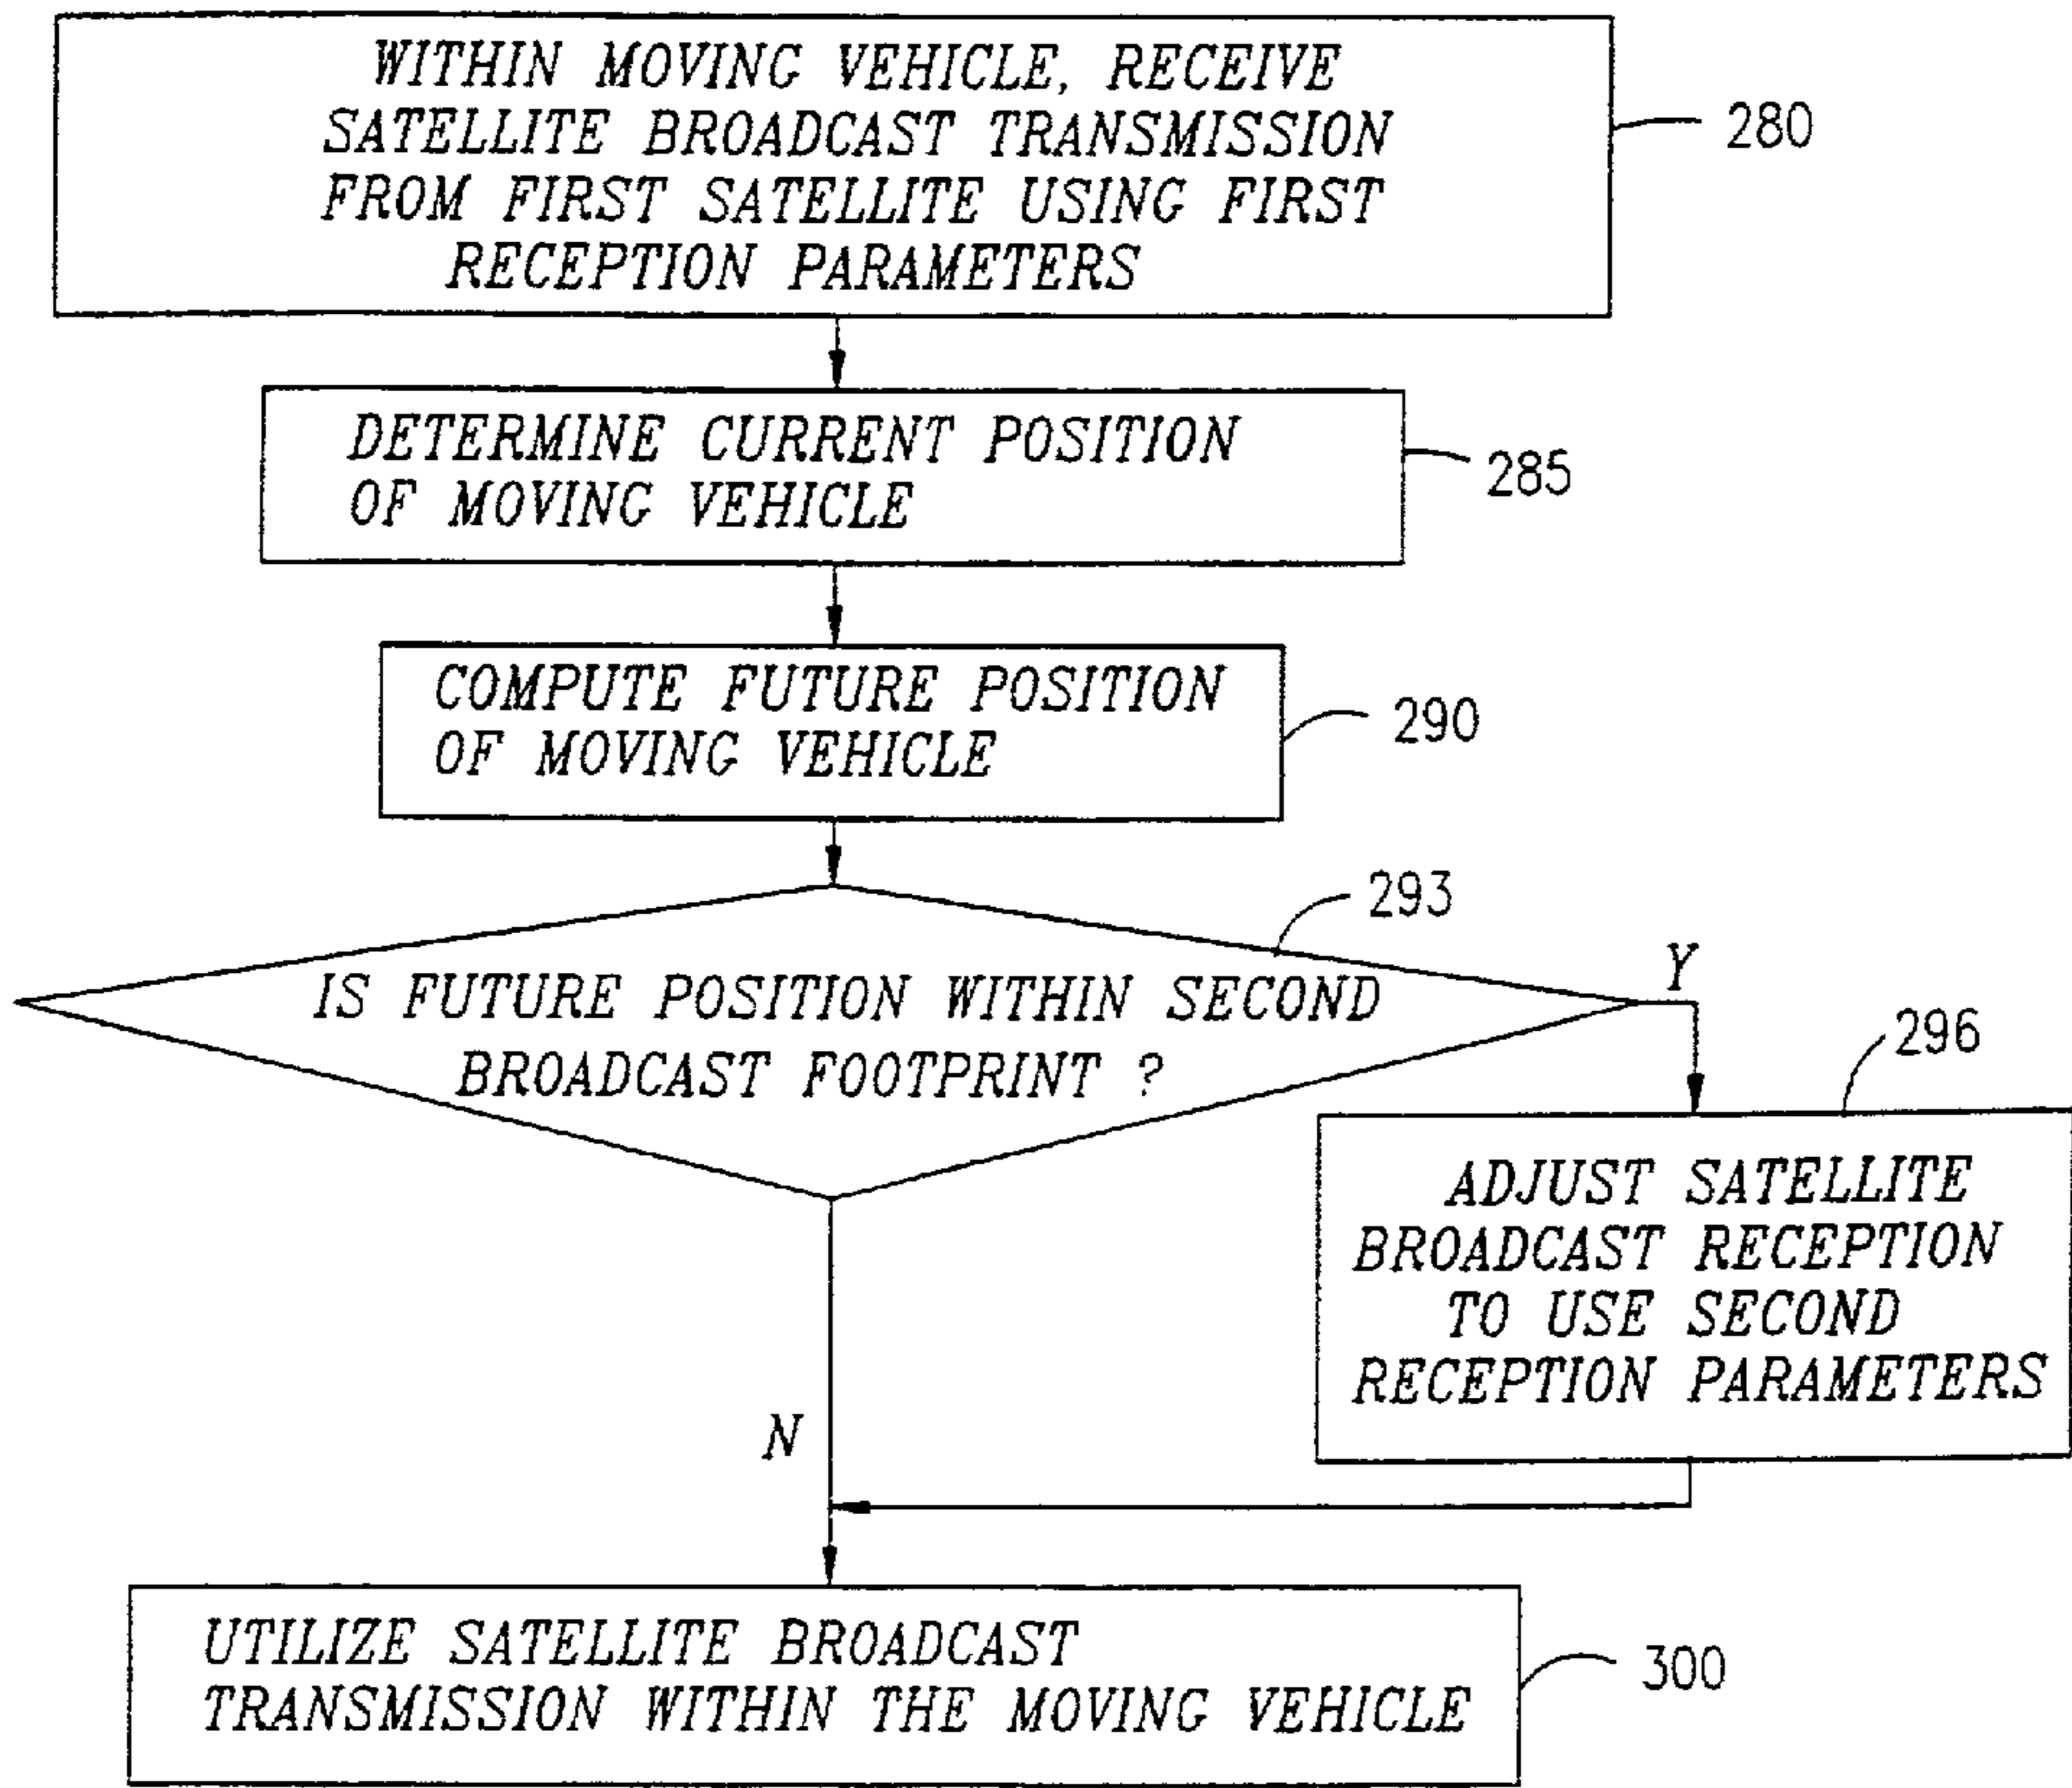 WITHIN MOVING VEHICLE, RECEIVE
SATELLITE BROADCAST TRANSMISSION
FROM FIRST SATELLITE USING FIRST
RECEPTION PARAMETERS
280
DETERMINE CURRENT POSITION
OF MOVING VEHICLE
285
COMPUTE FUTURE POSITION
OF MOVING VEHICLE
290
293
IS FUTURE POSITION WITHIN SECOND
BROADCAST FOOTPRINT ?
Y
296
ADJUST SATELLITE
BROADCAST RECEPTION
TO USE SECOND
RECEPTION PARAMETERS
N
UTILIZE SATELLITE BROADCAST
TRANSMISSION WITHIN THE MOVING VEHICLE
300